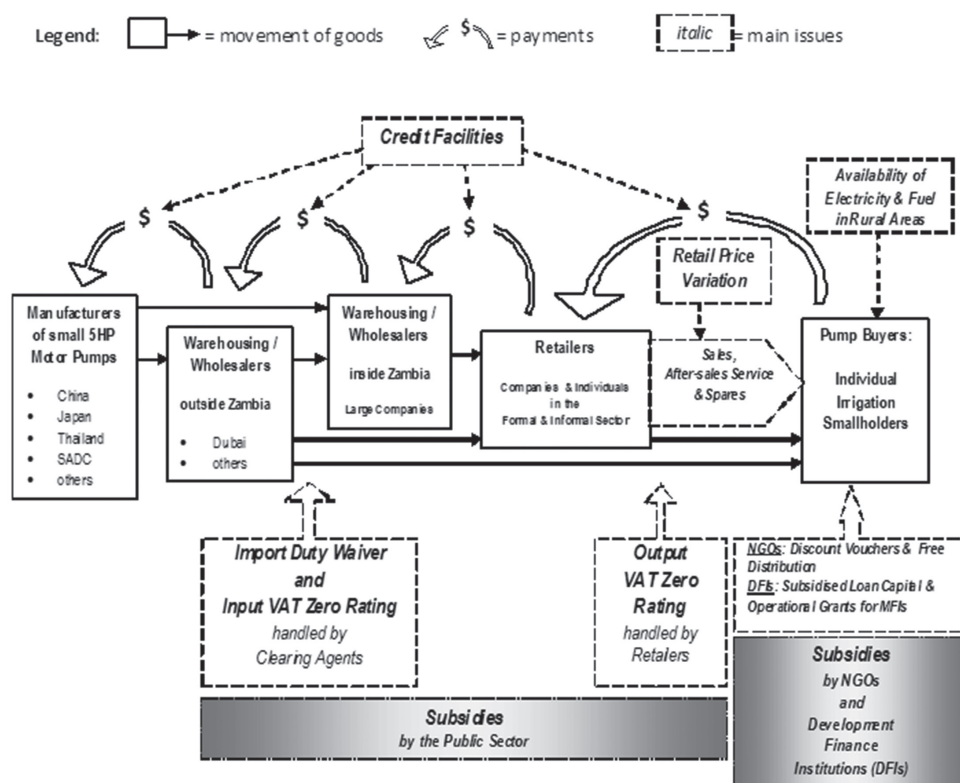 Legend:
= movement of goods
$
= payments
italic
= main issues
Credit Facilities
$
$
$
$
Availability of
Electricity & Fuel
in Rural Areas
Retail Price
Variation
Manufacturers
of small 5HP
Motor Pumps
• China
• Japan
• Thailand
• SADC
• others
Warehousing /
Wholesalers
outside Zambia
• Dubai
• others
Warehousing /
Wholesalers
inside Zambia
Large Companies
Retailers
Companies & Individuals
in the
Formal & Informal Sector
Sales,
After-sales Service
& Spares
Pump Buyers:
Individual
Irrigation
Smallholders
Import Duty Waiver
and
Input VAT Zero Rating
handled by
Clearing Agents
Output
VAT Zero
Rating
handled by
Retailers
NGOs: Discount Vouchers & Free
Distribution
DFIs: Subsidised Loan Capital &
Operational Grants for MFIs
Subsidies
by the Public Sector
Subsidies
by NGOs
and
Development
Finance
Institutions (DFIs)